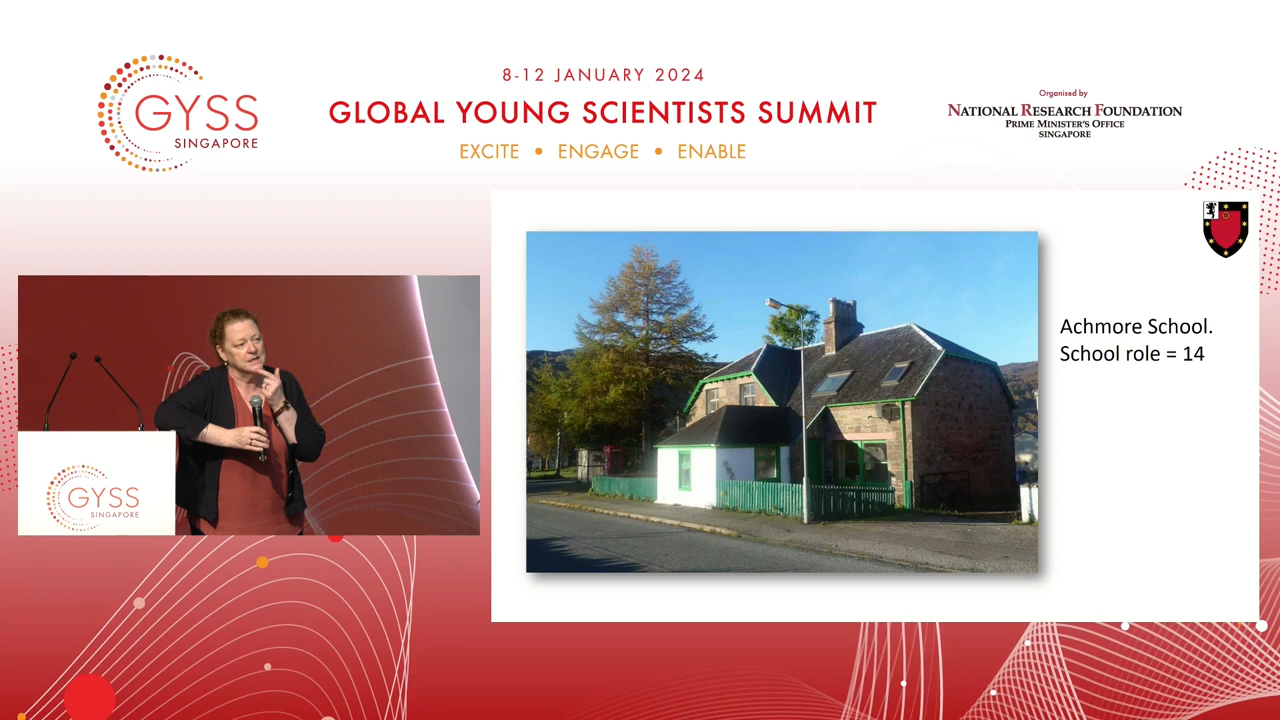 8-12 JANUARY 2024
GYSS
SINGAPORE
GLOBAL YOUNG SCIENTISTS SUMMIT
EXCITE • ENGAGE • ENABLE
Organised by
NATIONAL RESEARCH FOUNDATION
PRIME MINISTER'S OFFICE
SINGAPORE
Achmore School.
School role = 14
GYSS
SINGAPORE